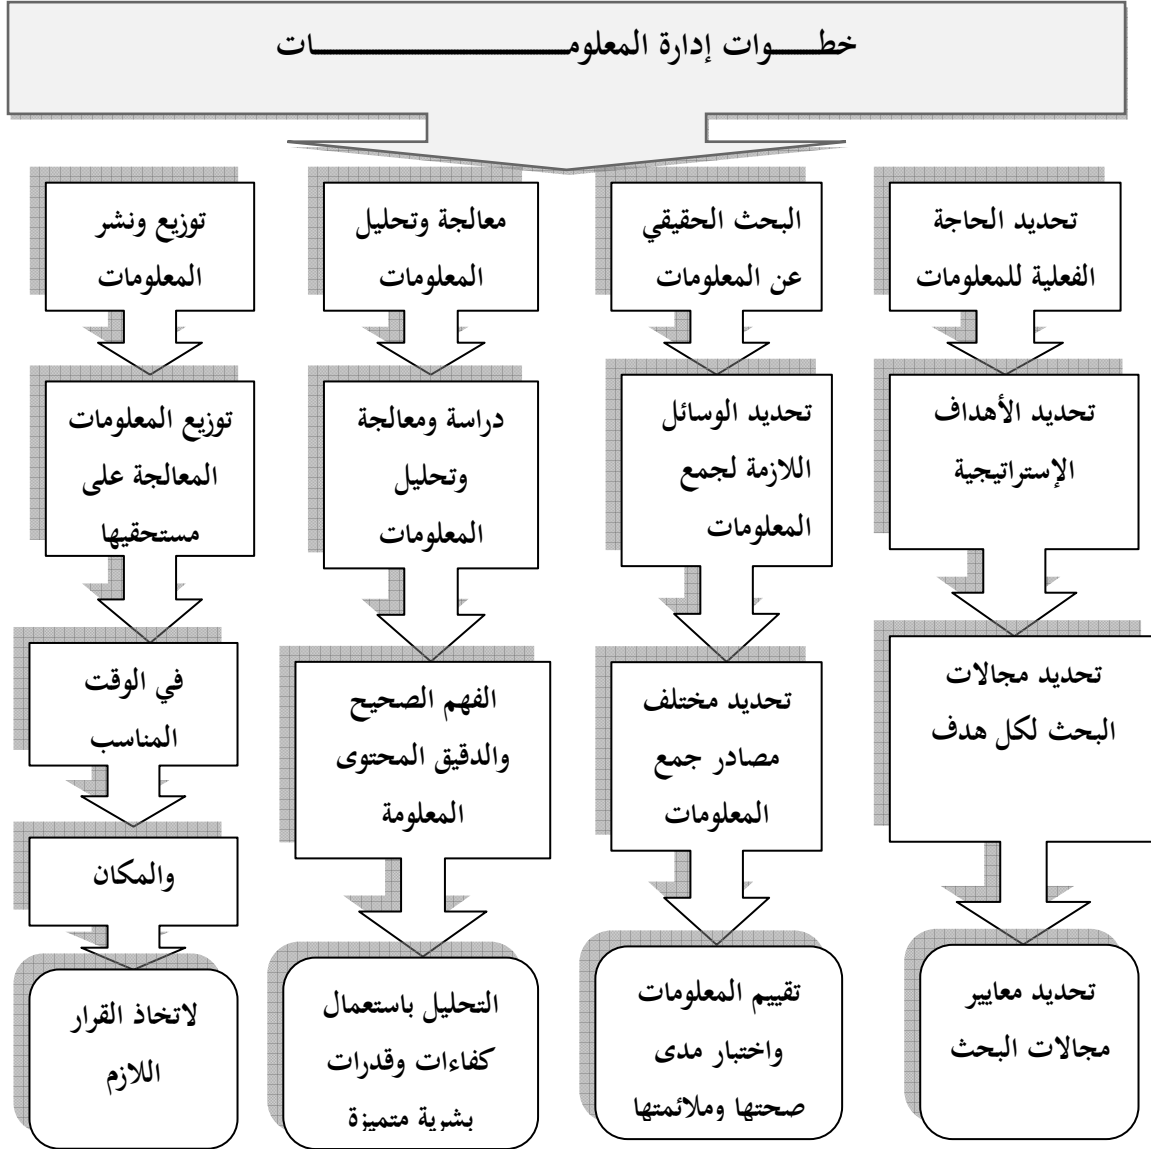 خطوات إدارة المعلومات
تحديد الحاجة
الفعلية للمعلومات
تحديد الأهداف
الإستراتيجية
تحديد مجالات
البحث لكل هدف
تحديد معايير
مجالات البحث
البحث الحقيقي
عن المعلومات
تحديد الوسائل
اللازمة لجمع
المعلومات
تحديد مختلف
مصادر جمع
المعلومات
تقييم المعلومات
واختبار مدى
صحتها وملائمتها
معالجة وتحليل
المعلومات
دراسة ومعالجة
وتحليل
المعلومات
الفهم الصحيح
والدقيق المحتوى
المعلومة
التحليل باستعمال
كفاءات وقدرات
بشرية متميزة
توزيع ونشر
المعلومات
توزيع المعلومات
المعالجة على
مستحقيها
في الوقت
المناسب
والمكان
لاتخاذ القرار
اللازم